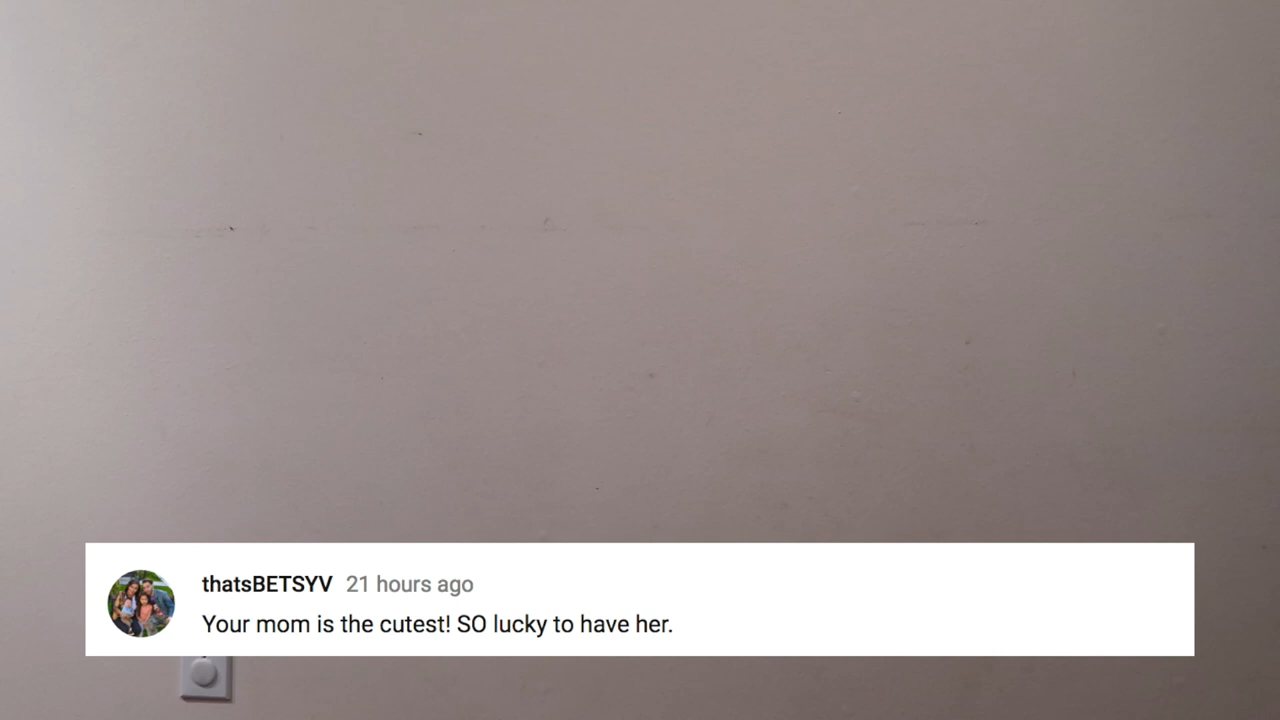 thatsBETSYV 21 hours ago
Your mom is the cutest! SO lucky to have her.